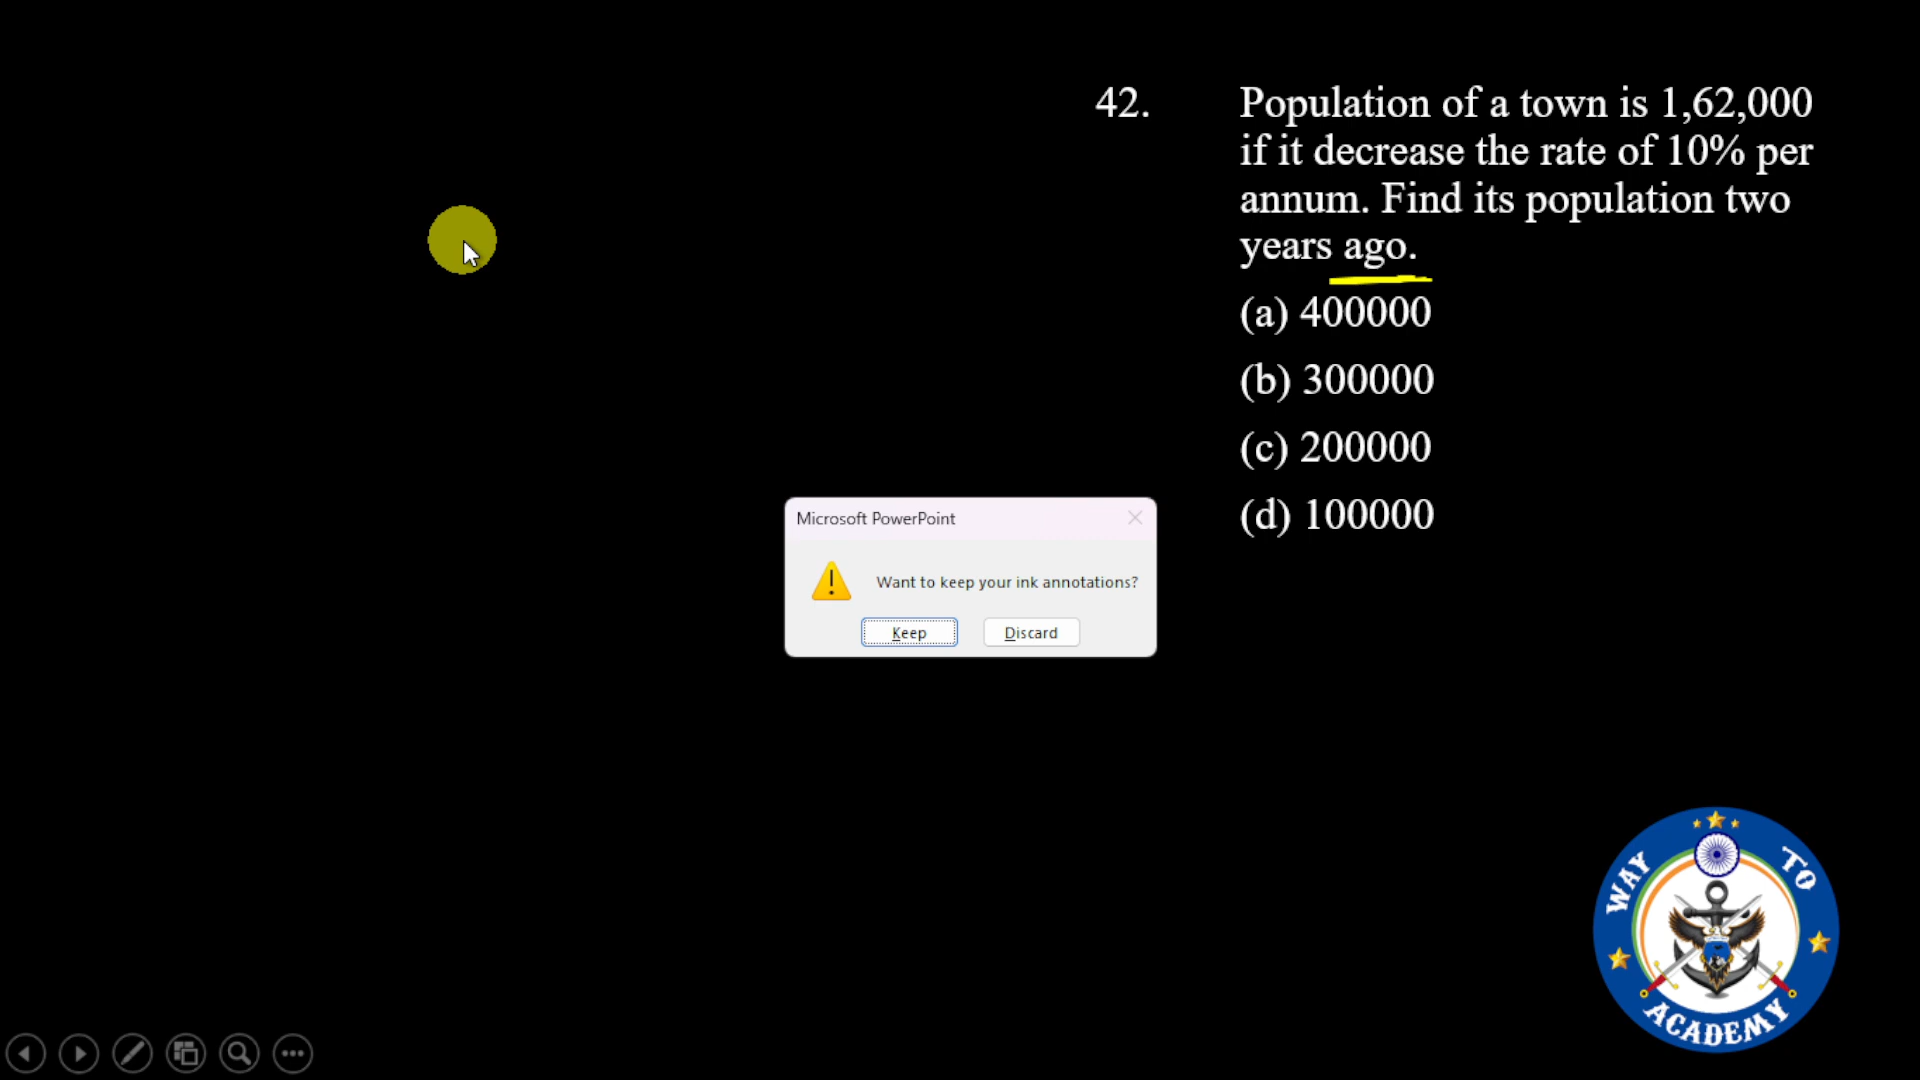 42. Population of a town is 1,62,000
if it decrease the rate of 10% per
annum. Find its population two
years ago.
(a) 400000
(b) 300000
(c) 200000
(d) 100000
Microsoft PowerPoint
Want to keep your ink annotations?
Keep Discard
WAY TO
ACADEMY